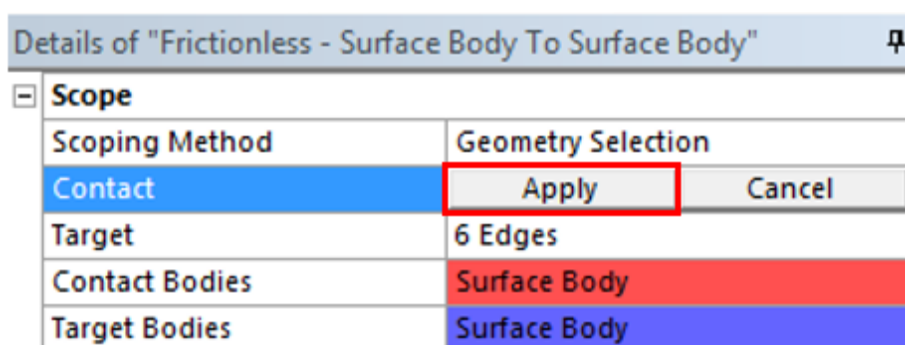 Details of "Frictionless - Surface Body To Surface Body"
Scope
Scoping Method Geometry Selection
Contact Apply Cancel
Target 6 Edges
Contact Bodies Surface Body
Target Bodies Surface Body